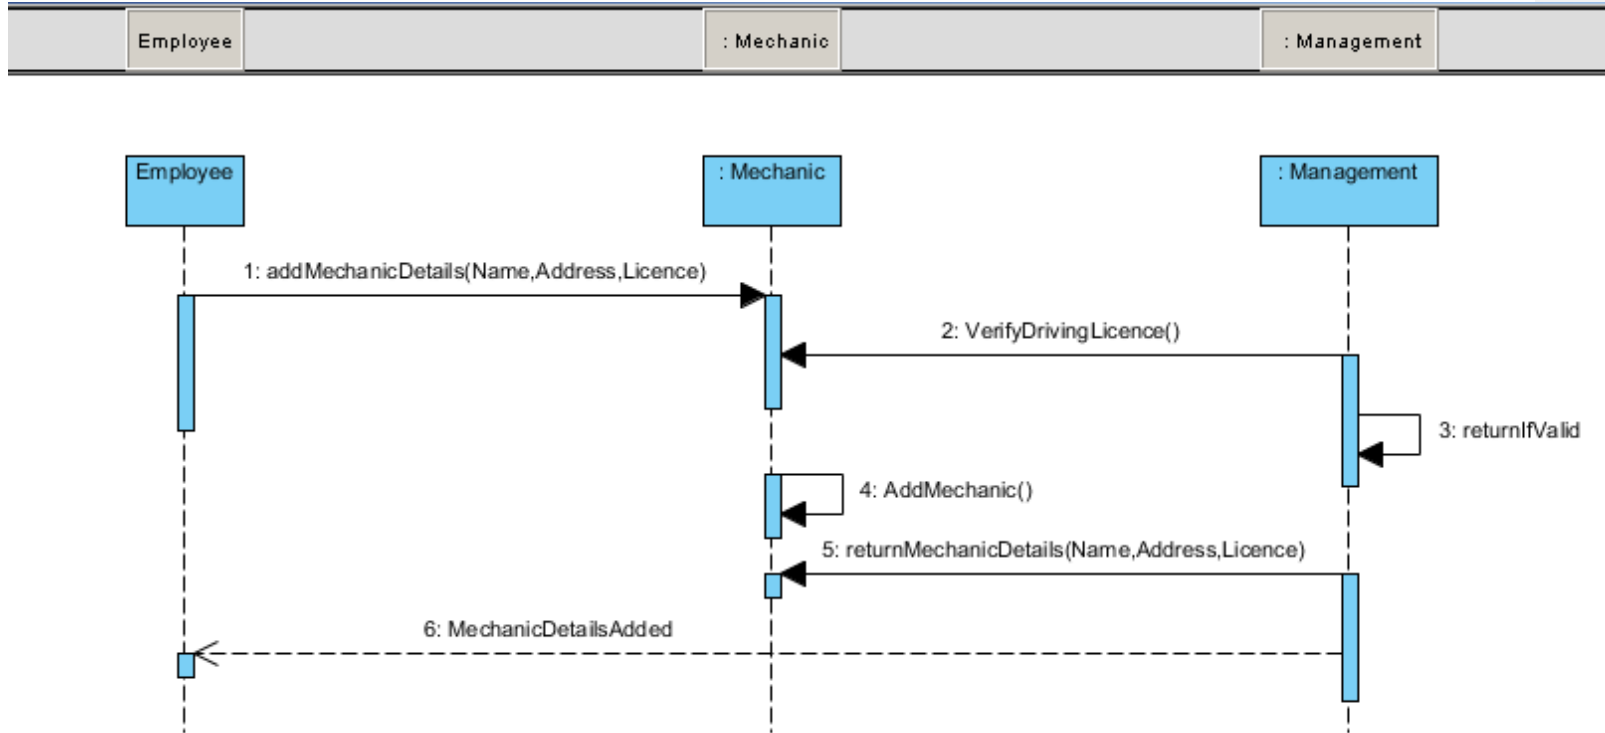 Employee
: Mechanic
: Management
Employee
: Mechanic
: Management
1: addMechanicDetails(Name,Address,Licence)
2: VerifyDrivingLicence()
3: returnIfValid
4: AddMechanic()
5: returnMechanicDetails(Name,Address,Licence)
6: MechanicDetailsAdded